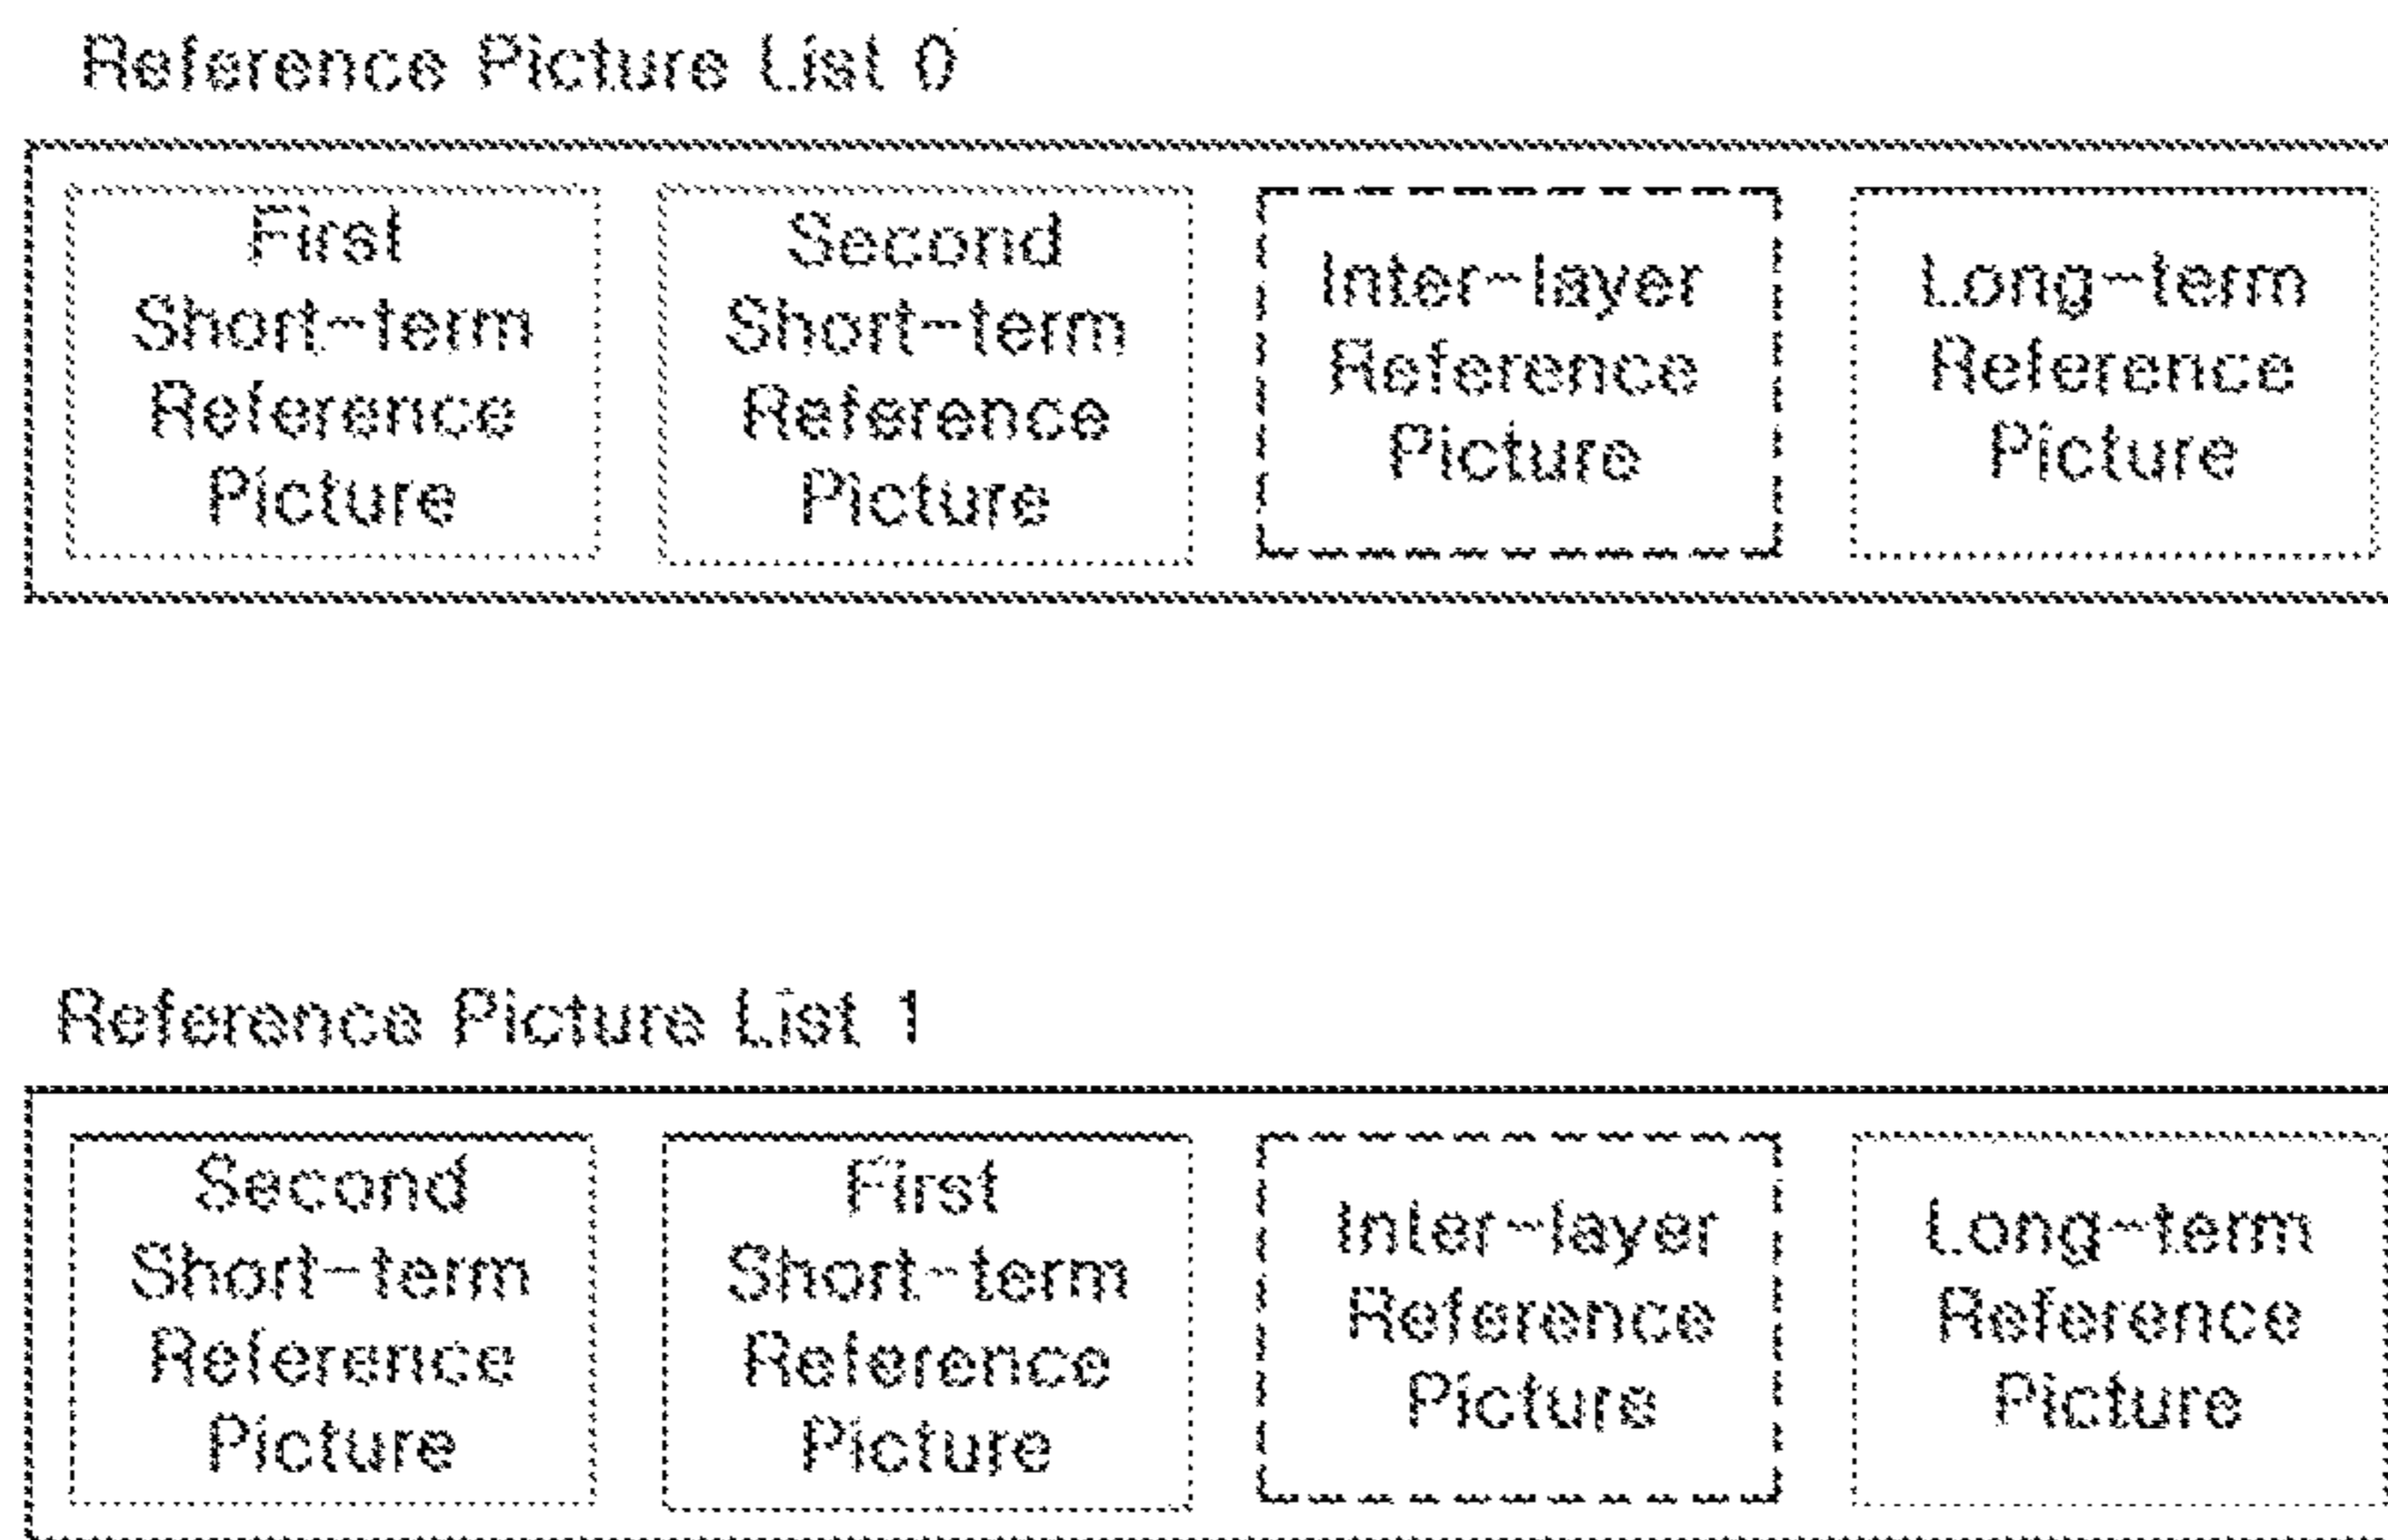 Reference Picture List 0
First
Short-term
Reference
Picture
Second
Short-term
Reference
Picture
Inter-layer
Reference
Picture
Long-term
Reference
Picture
Reference Picture List 1
Second
Short-term
Reference
Picture
First
Short-term
Reference
Picture
Inter-layer
Reference
Picture
Long-term
Reference
Picture